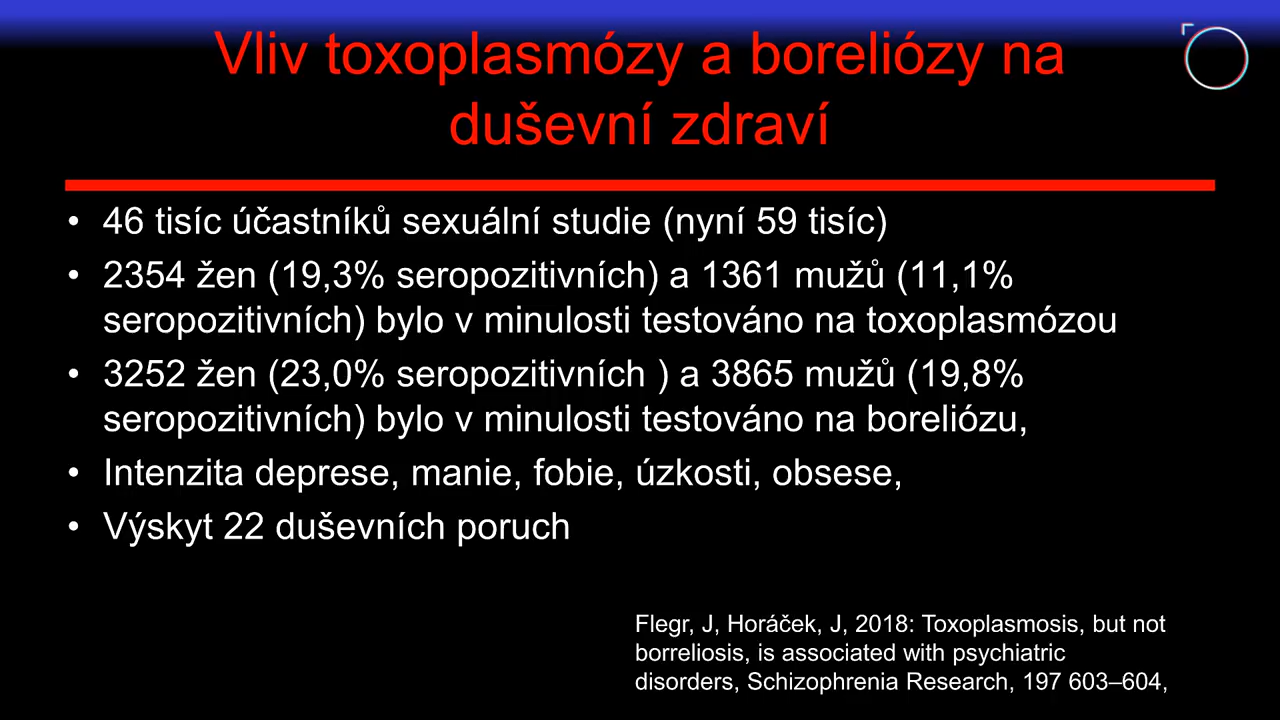 Vliv toxoplasmózy a boreliózy na
duševní zdraví
• 46 tisíc účastníků sexuální studie (nyní 59 tisíc)
• 2354 žen (19,3% seropozitivních) a 1361 mužů (11,1%
seropozitivních) bylo v minulosti testováno na toxoplasmózou
• 3252 žen (23,0% seropozitivních ) a 3865 mužů (19,8%
seropozitivních) bylo v minulosti testováno na boreliózu,
• Intenzita deprese, manie, fobie, úzkosti, obsese,
• Výskyt 22 duševních poruch
Flegr, J, Horáček, J, 2018: Toxoplasmosis, but not
borreliosis, is associated with psychiatric
disorders, Schizophrenia Research, 197 603–604,